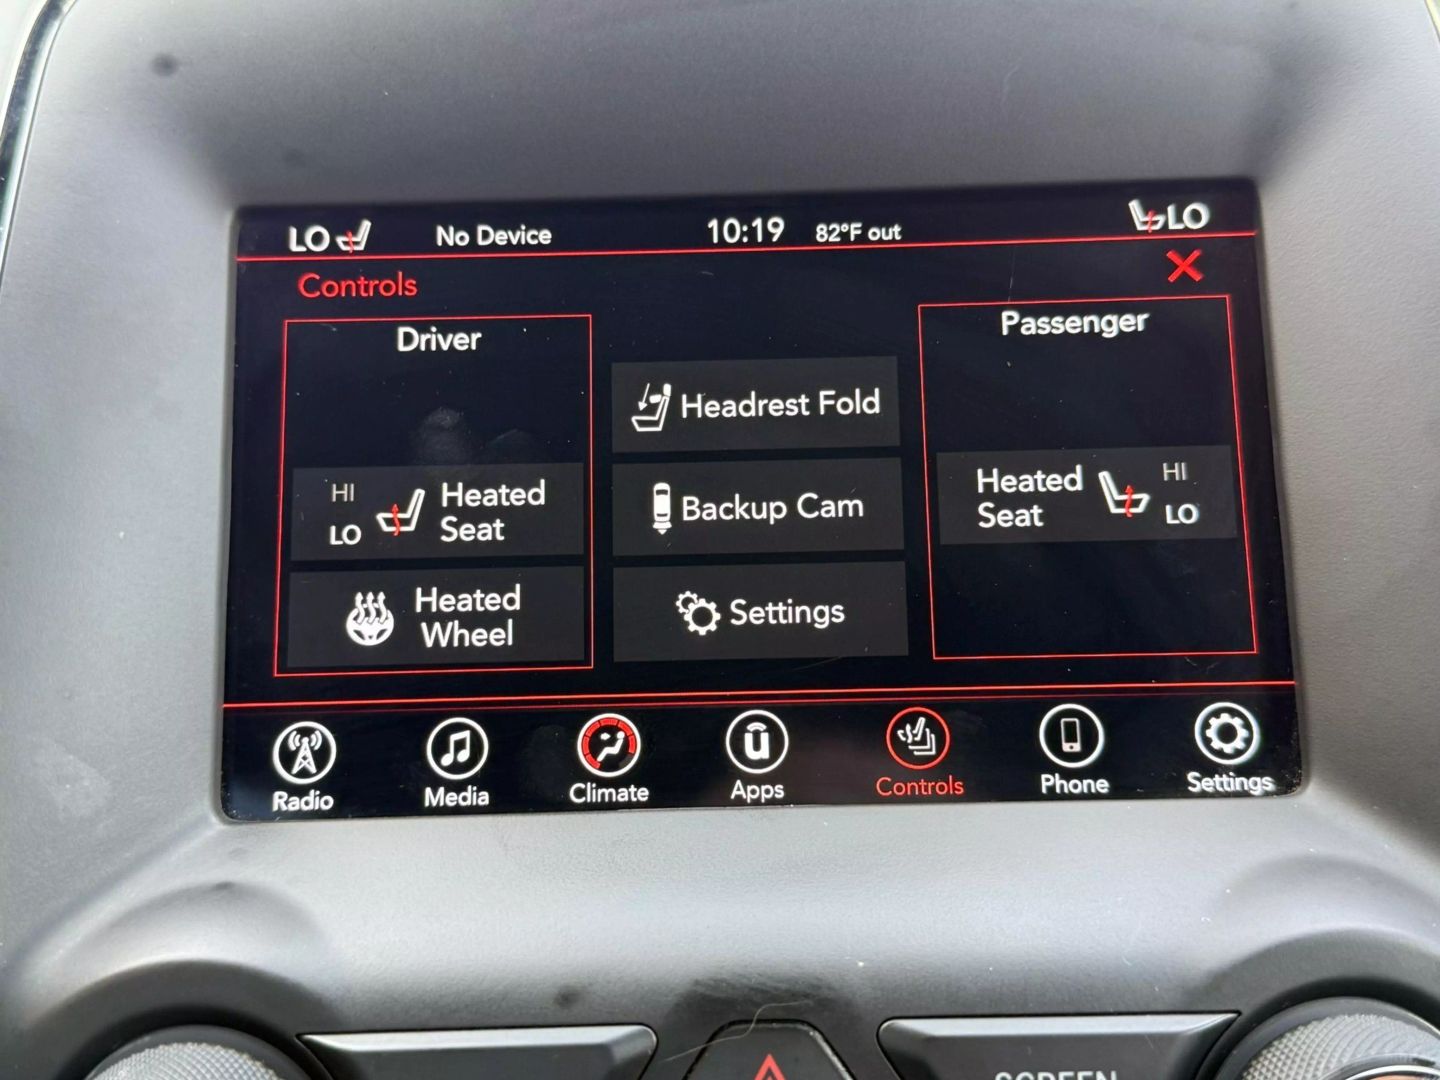 LO No Device 10:19 82°F out LO
Controls
Driver
Passenger
Headrest Fold
HI
LO
Heated
Seat
Backup Cam
Heated
Seat
HI
LO
Heated
Wheel
Settings
Radio Media Climate Apps Controls Phone Settings
SCREEN